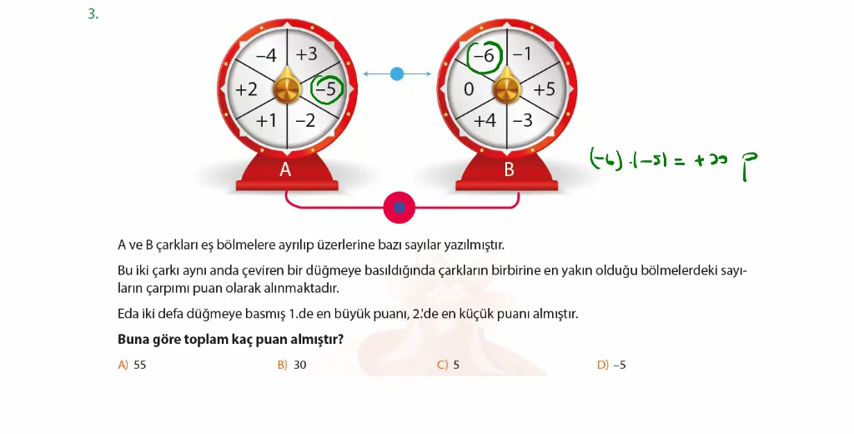 3.
-4 +3
+2 -5
+1 -2
A
-6 -1
0 +5
+4 -3
B
(-6).(-5) = +30 P
A ve B çarkları eş bölmelere ayrılıp üzerlerine bazı sayılar yazılmıştır.
Bu iki çarkı aynı anda çeviren bir düğmeye basıldığında çarkların birbirine en yakın olduğu bölmelerdeki sayı-
ların çarpımı puan olarak alınmaktadır.
Eda iki defa düğmeye basmış 1.de en büyük puanı, 2.'de en küçük puanı almıştır.
Buna göre toplam kaç puan almıştır?
A) 55 B) 30 C) 5 D) –5